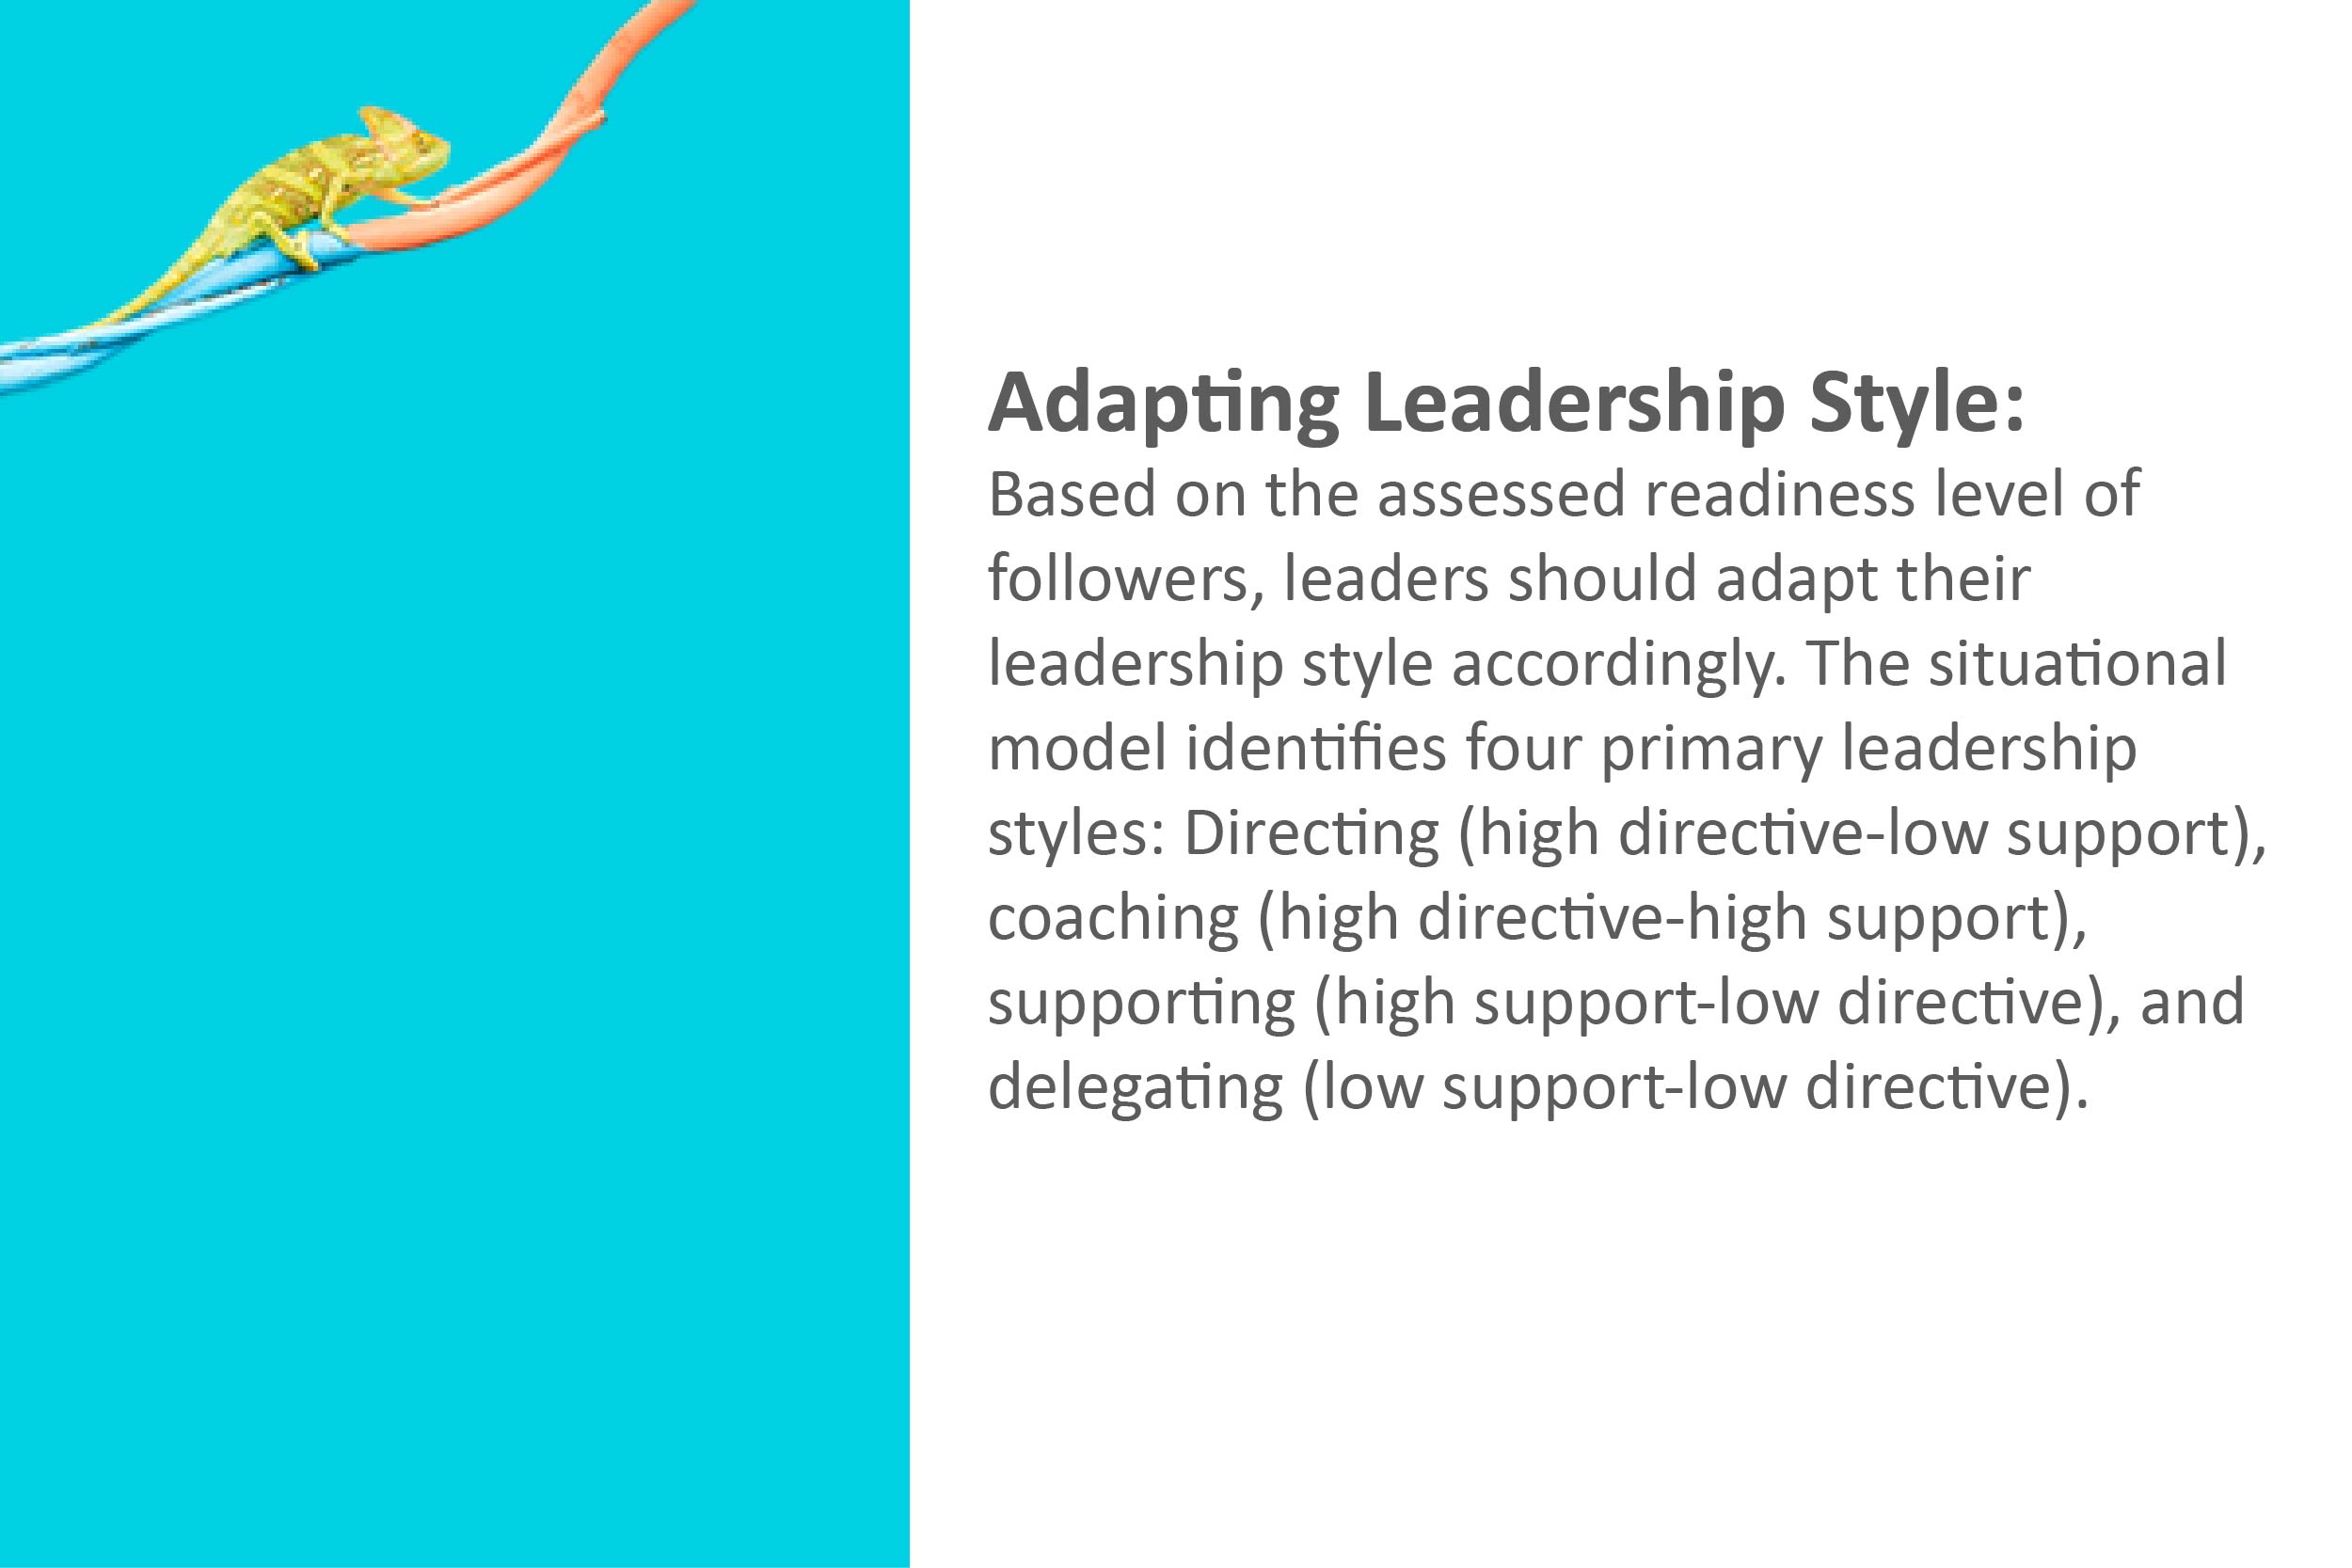 Adapting Leadership Style:
Based on the assessed readiness level of
followers, leaders should adapt their
leadership style accordingly. The situational
model identifies four primary leadership
styles: Directing (high directive-low support),
coaching (high directive-high support),
supporting (high support-low directive), and
delegating (low support-low directive).